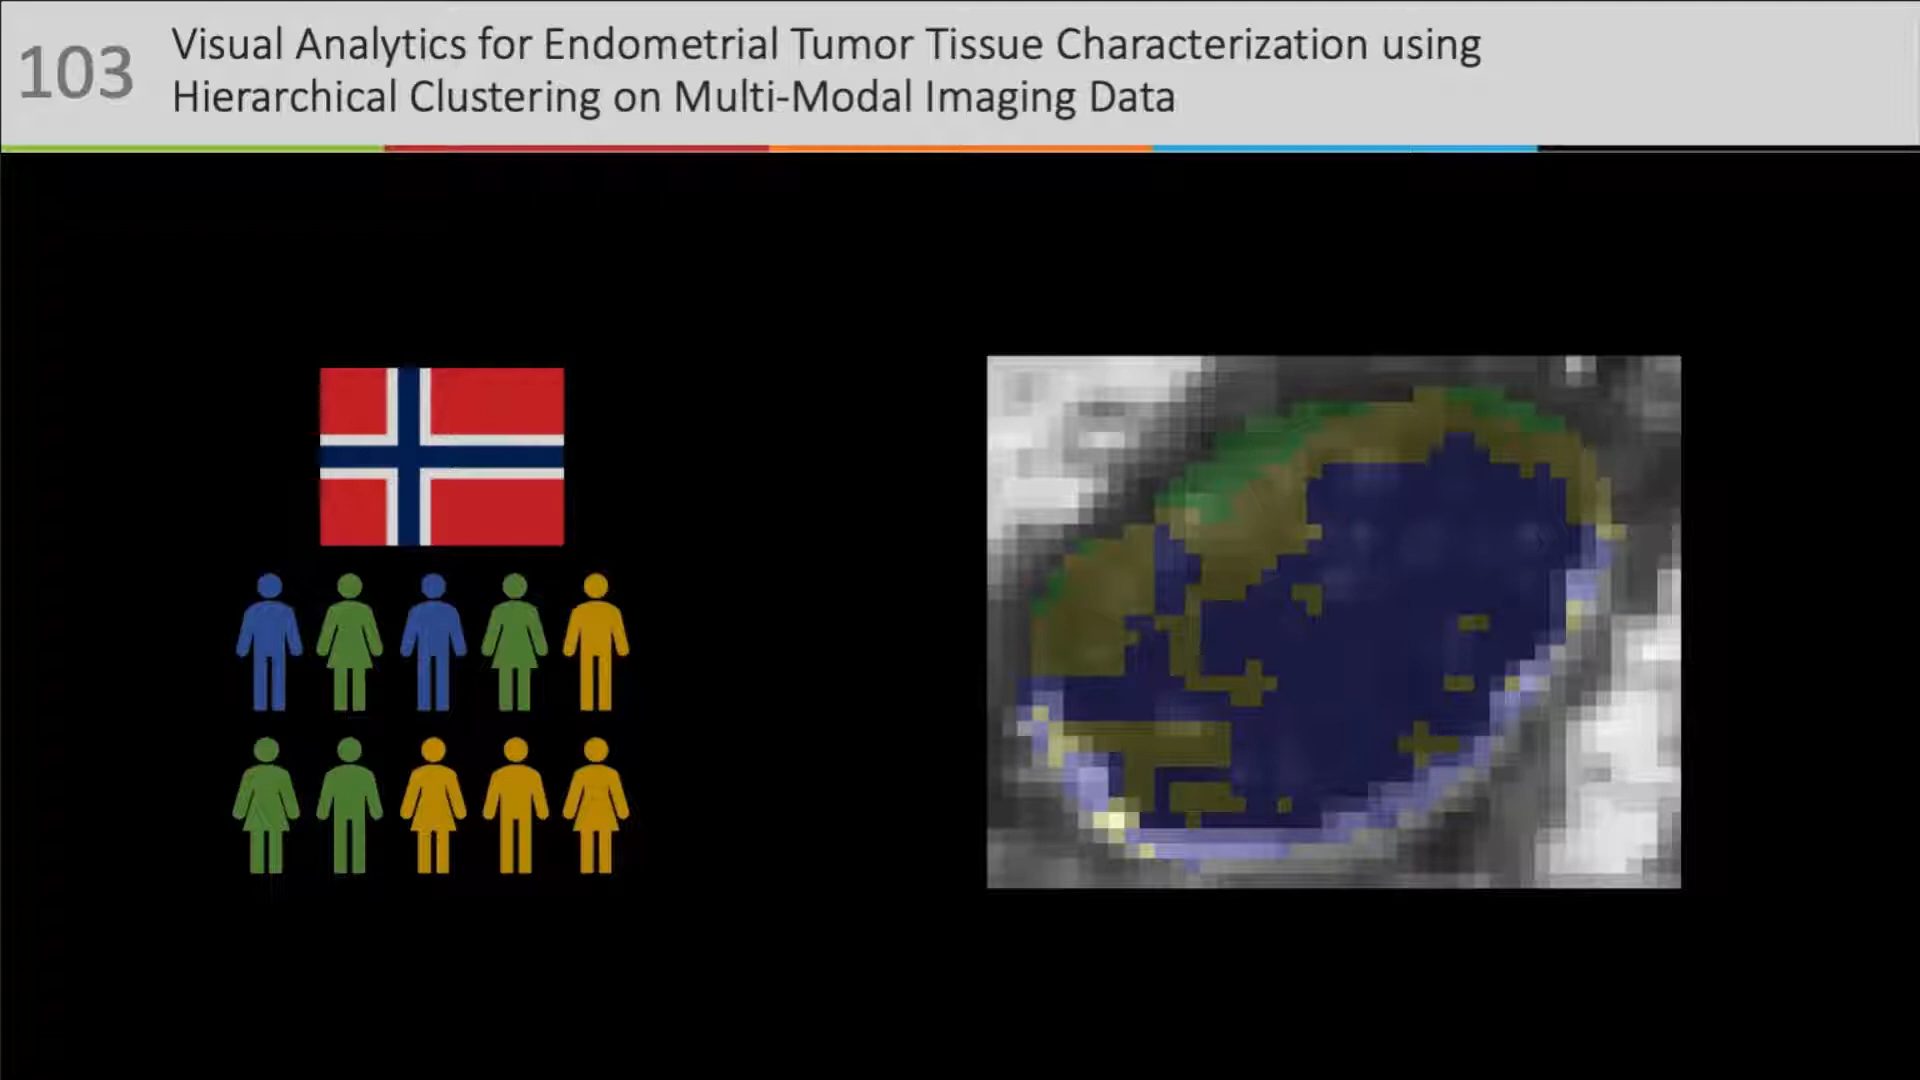 103
Visual Analytics for Endometrial Tumor Tissue Characterization using
Hierarchical Clustering on Multi-Modal Imaging Data